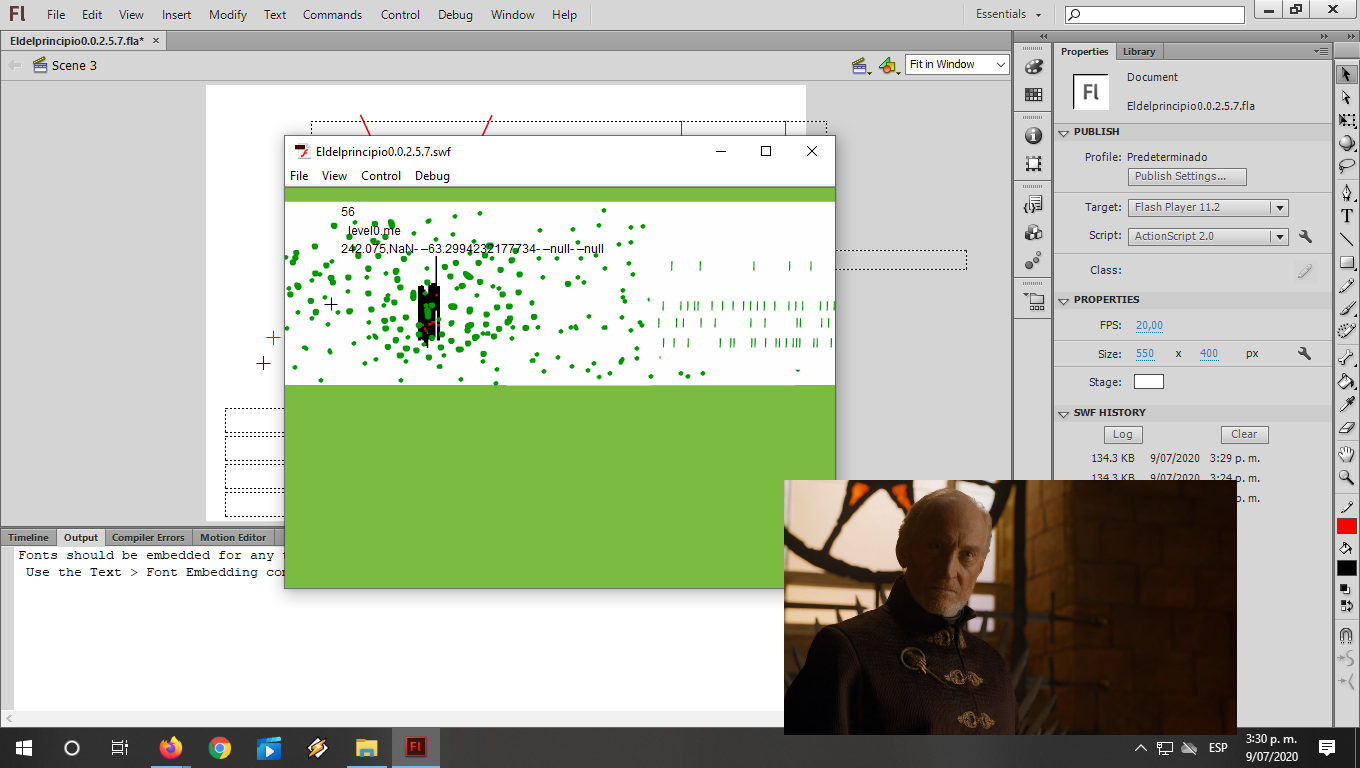 Fl File Edit View Insert Modify Text Commands Control Debug Window Help Essentials
Eldelprincipio0.0.2.5.7.fla* ×
Scene 3 Fit in Window
Properties Library
Fl Document
Eldelprincipio0.0.2.5.7.fla
PUBLISH
Profile: Predeterminado
Publish Settings...
Target: Flash Player 11.2
Script: ActionScript 2.0
Class:
PROPERTIES
FPS: 20,00
Size: 550 x 400 px
Stage:
SWF HISTORY
Log Clear
134.3 KB 9/07/2020 3:29 p. m.
134.3 KB 9/07/2020 3:24 p. m.
p. m.
Eldelprincipio0.0.2.5.7.swf
File View Control Debug
56
level0.me
242.075.NaN- --63.2994232177734- --null- --null
Timeline Output Compiler Errors Motion Editor
Fonts should be embedded for any
Use the Text > Font Embedding
T
Fl ESP 3:30 p. m.
9/07/2020